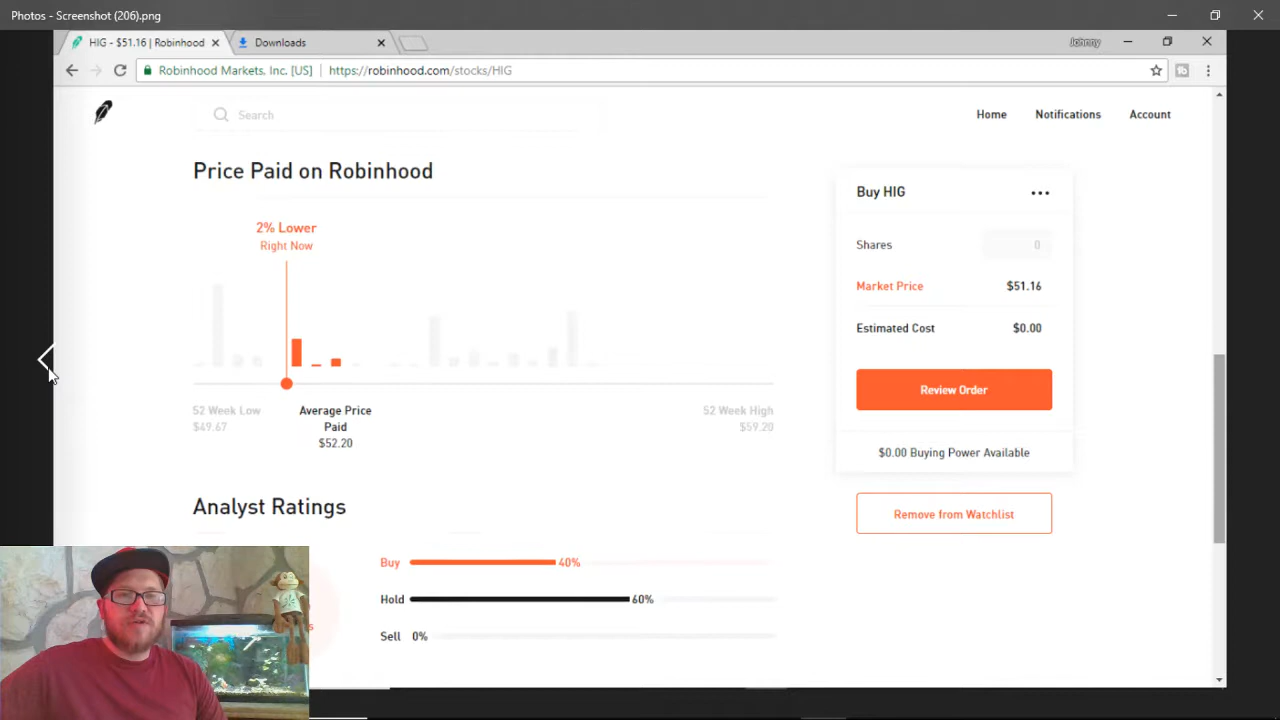 Photos - Screenshot (206).png
HIG - $51.16 | Robinhood
Downloads
Johnny
Robinhood Markets, Inc. [US]
https://robinhood.com/stocks/HIG
Search
Home
Notifications
Account
Price Paid on Robinhood
2% Lower
Right Now
52 Week Low
$49.67
Average Price
Paid
$52.20
52 Week High
$59.20
Buy HIG
Shares
0
Market Price
$51.16
Estimated Cost
$0.00
Review Order
$0.00 Buying Power Available
Remove from Watchlist
Analyst Ratings
Buy
40%
Hold
60%
Sell
0%